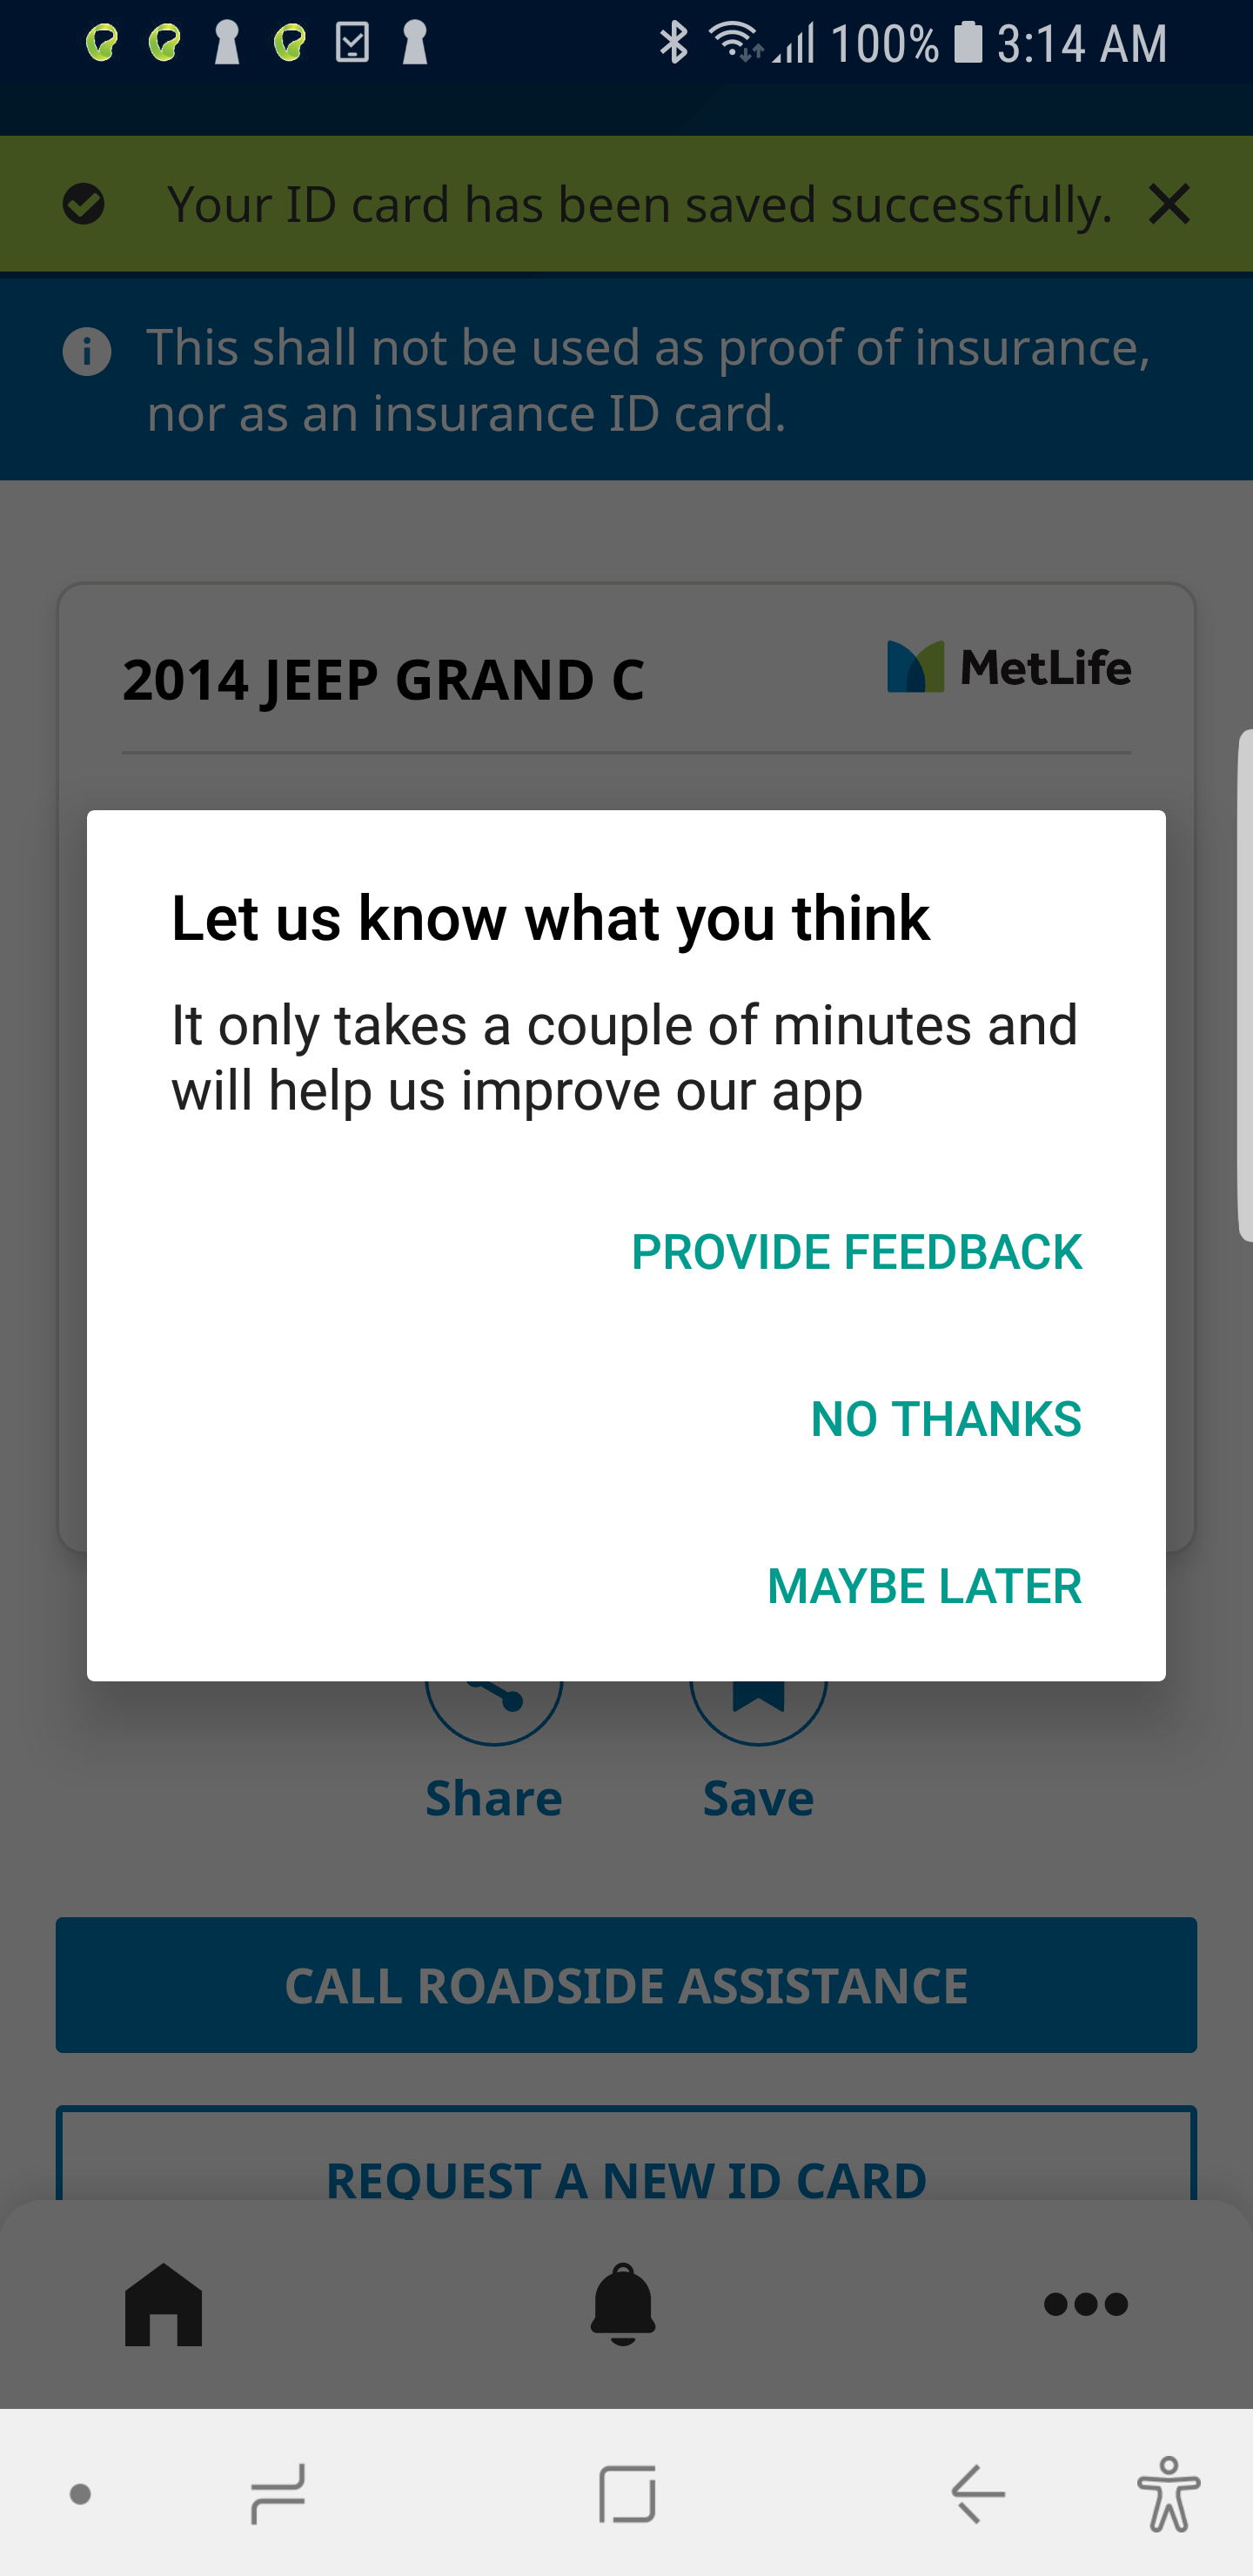 100% 3:14 AM
Your ID card has been saved successfully.
This shall not be used as proof of insurance,
nor as an insurance ID card.
2014 JEEP GRAND C
MetLife
Let us know what you think
It only takes a couple of minutes and
will help us improve our app
PROVIDE FEEDBACK
NO THANKS
MAYBE LATER
Share Save
CALL ROADSIDE ASSISTANCE
REQUEST A NEW ID CARD